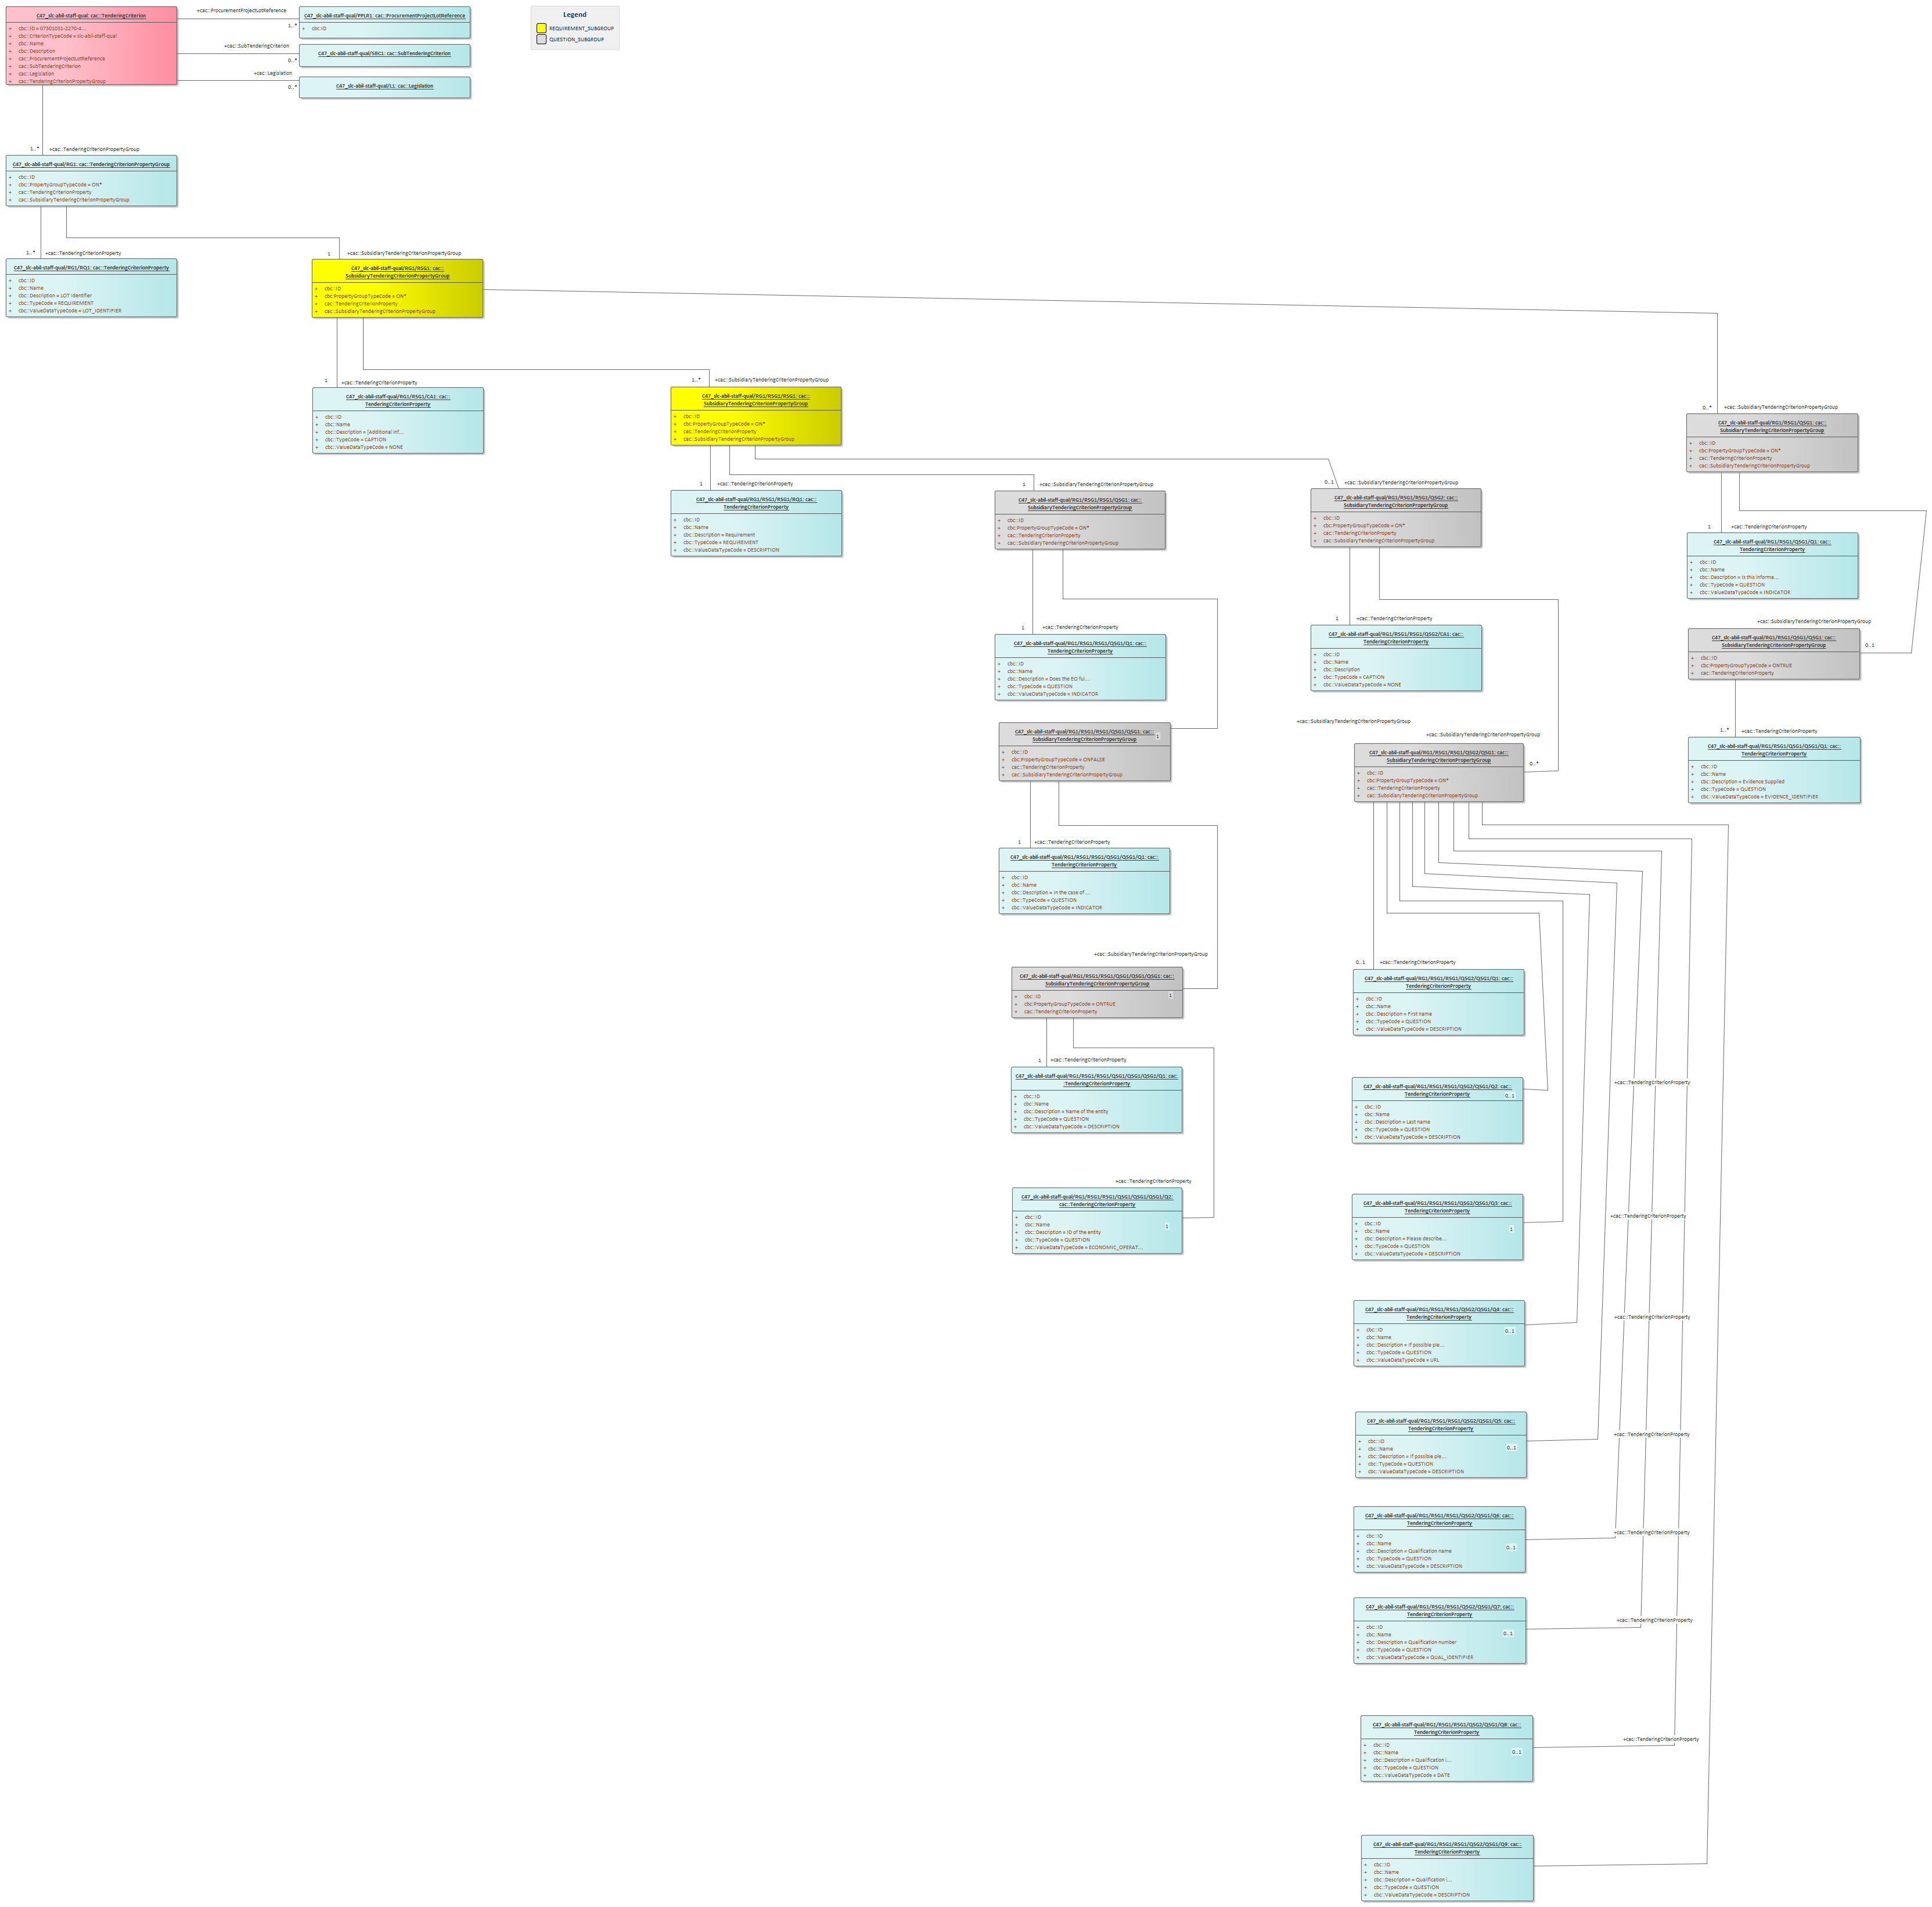 C47_slc-abil-staff-qual: cac::TenderingCriterion
+ cbc::ID = 07301031-2270-4...
+ cbc::CriterionTypeCode = slc-abil-staff-qual
+ cbc::Name
+ cbc::Description
+ cac::ProcurementProjectLotReference
+ cac::SubTenderingCriterion
+ cac::Legislation
+ cac::TenderingCriterionPropertyGroup
+cac::ProcurementProjectLotReference
1..*
C47_slc-abil-staff-qual/PPLR1: cac::ProcurementProjectLotReference
+ cbc:ID
+cac::SubTenderingCriterion
0..*
C47_slc-abil-staff-qual/SBC1: cac::SubTenderingCriterion
+cac::Legislation
0..*
C47_slc-abil-staff-qual/L1: cac::Legislation
Legend
REQUIREMENT_SUBGROUP
QUESTION_SUBGROUP
1..* +cac::TenderingCriterionPropertyGroup
C47_slc-abil-staff-qual/RG1: cac::TenderingCriterionPropertyGroup
+ cbc::ID
+ cbc::PropertyGroupTypeCode = ON*
+ cac::TenderingCriterionProperty
+ cac::SubsidiaryTenderingCriterionPropertyGroup
1..* +cac::TenderingCriterionProperty
C47_slc-abil-staff-qual/RG1/RQ1: cac::TenderingCriterionProperty
+ cbc::ID
+ cbc::Name
+ cbc::Description = LOT Identifier
+ cbc::TypeCode = REQUIREMENT
+ cbc::ValueDataTypeCode = LOT_IDENTIFIER
1 +cac::SubsidiaryTenderingCriterionPropertyGroup
C47_slc-abil-staff-qual/RG1/RSG1: cac::
SubsidiaryTenderingCriterionPropertyGroup
+ cbc::ID
+ cbc:PropertyGroupTypeCode = ON*
+ cac::TenderingCriterionProperty
+ cac::SubsidiaryTenderingCriterionPropertyGroup
1 +cac::TenderingCriterionProperty
C47_slc-abil-staff-qual/RG1/RSG1/CA1: cac::
TenderingCriterionProperty
+ cbc::ID
+ cbc::Name
+ cbc::Description = [Additional inf...
+ cbc::TypeCode = CAPTION
+ cbc::ValueDataTypeCode = NONE
1..* +cac::SubsidiaryTenderingCriterionPropertyGroup
C47_slc-abil-staff-qual/RG1/RSG1/RSG1: cac::
SubsidiaryTenderingCriterionPropertyGroup
+ cbc::ID
+ cbc:PropertyGroupTypeCode = ON*
+ cac::TenderingCriterionProperty
+ cac::SubsidiaryTenderingCriterionPropertyGroup
1 +cac::TenderingCriterionProperty
C47_slc-abil-staff-qual/RG1/RSG1/RSG1/RQ1: cac::
TenderingCriterionProperty
+ cbc::ID
+ cbc::Name
+ cbc::Description = Requirement
+ cbc::TypeCode = REQUIREMENT
+ cbc::ValueDataTypeCode = DESCRIPTION
1 +cac::SubsidiaryTenderingCriterionPropertyGroup
C47_slc-abil-staff-qual/RG1/RSG1/RSG1/QSG1: cac::
SubsidiaryTenderingCriterionPropertyGroup
+ cbc::ID
+ cbc:PropertyGroupTypeCode = ON*
+ cac::TenderingCriterionProperty
+ cac::SubsidiaryTenderingCriterionPropertyGroup
1 +cac::TenderingCriterionProperty
C47_slc-abil-staff-qual/RG1/RSG1/RSG1/QSG1/Q1: cac::
TenderingCriterionProperty
+ cbc::ID
+ cbc::Name
+ cbc::Description = Does the EO ful...
+ cbc::TypeCode = QUESTION
+ cbc::ValueDataTypeCode = INDICATOR
C47_slc-abil-staff-qual/RG1/RSG1/RSG1/QSG1/QSG1: cac::
SubsidiaryTenderingCriterionPropertyGroup
1
+ cbc::ID
+ cbc:PropertyGroupTypeCode = ONFALSE
+ cac::TenderingCriterionProperty
+ cac::SubsidiaryTenderingCriterionPropertyGroup
1 +cac::TenderingCriterionProperty
C47_slc-abil-staff-qual/RG1/RSG1/RSG1/QSG1/QSG1/Q1: cac::
TenderingCriterionProperty
+ cbc::ID
+ cbc::Name
+ cbc::Description = In the case of ...
+ cbc::TypeCode = QUESTION
+ cbc::ValueDataTypeCode = INDICATOR
+cac::SubsidiaryTenderingCriterionPropertyGroup
C47_slc-abil-staff-qual/RG1/RSG1/RSG1/QSG1/QSG1/QSG1: cac::
SubsidiaryTenderingCriterionPropertyGroup
1
+ cbc::ID
+ cbc:PropertyGroupTypeCode = ONTRUE
+ cac::TenderingCriterionProperty
1 +cac::TenderingCriterionProperty
C47_slc-abil-staff-qual/RG1/RSG1/RSG1/QSG1/QSG1/QSG1/Q1: cac:
:TenderingCriterionProperty
+ cbc::ID
+ cbc::Name
+ cbc::Description = Name of the entity
+ cbc::TypeCode = QUESTION
+ cbc::ValueDataTypeCode = DESCRIPTION
+cac::TenderingCriterionProperty
C47_slc-abil-staff-qual/RG1/RSG1/RSG1/QSG1/QSG1/QSG1/Q2:
cac::TenderingCriterionProperty
+ cbc::ID
+ cbc::Name
1
+ cbc::Description = ID of the entity
+ cbc::TypeCode = QUESTION
+ cbc::ValueDataTypeCode = ECONOMIC_OPERAT...
0..1 +cac::SubsidiaryTenderingCriterionPropertyGroup
C47_slc-abil-staff-qual/RG1/RSG1/RSG1/QSG2: cac::
SubsidiaryTenderingCriterionPropertyGroup
+ cbc::ID
+ cbc:PropertyGroupTypeCode = ON*
+ cac::TenderingCriterionProperty
+ cac::SubsidiaryTenderingCriterionPropertyGroup
1 +cac::TenderingCriterionProperty
C47_slc-abil-staff-qual/RG1/RSG1/RSG1/QSG2/CA1: cac::
TenderingCriterionProperty
+ cbc::ID
+ cbc::Name
+ cbc::Description
+ cbc::TypeCode = CAPTION
+ cbc::ValueDataTypeCode = NONE
+cac::SubsidiaryTenderingCriterionPropertyGroup
+cac::SubsidiaryTenderingCriterionPropertyGroup
0..*
C47_slc-abil-staff-qual/RG1/RSG1/RSG1/QSG2/QSG1: cac::
SubsidiaryTenderingCriterionPropertyGroup
+ cbc::ID
+ cbc:PropertyGroupTypeCode = ON*
+ cac::TenderingCriterionProperty
+ cac::SubsidiaryTenderingCriterionPropertyGroup
0..1 +cac::TenderingCriterionProperty
C47_slc-abil-staff-qual/RG1/RSG1/RSG1/QSG2/QSG1/Q1: cac::
TenderingCriterionProperty
+ cbc::ID
+ cbc::Name
+ cbc::Description = First name
+ cbc::TypeCode = QUESTION
+ cbc::ValueDataTypeCode = DESCRIPTION
+cac::TenderingCriterionProperty
C47_slc-abil-staff-qual/RG1/RSG1/RSG1/QSG2/QSG1/Q2: cac::
TenderingCriterionProperty
0..1
+ cbc::ID
+ cbc::Name
+ cbc::Description = Last name
+ cbc::TypeCode = QUESTION
+ cbc::ValueDataTypeCode = DESCRIPTION
+cac::TenderingCriterionProperty
C47_slc-abil-staff-qual/RG1/RSG1/RSG1/QSG2/QSG1/Q3: cac::
TenderingCriterionProperty
+ cbc::ID
+ cbc::Name
1
+ cbc::Description = Please describe...
+ cbc::TypeCode = QUESTION
+ cbc::ValueDataTypeCode = DESCRIPTION
+cac::TenderingCriterionProperty
C47_slc-abil-staff-qual/RG1/RSG1/RSG1/QSG2/QSG1/Q4: cac::
TenderingCriterionProperty
+ cbc::ID
0..1
+ cbc::Name
+ cbc::Description = If possible ple...
+ cbc::TypeCode = QUESTION
+ cbc::ValueDataTypeCode = URL
+cac::TenderingCriterionProperty
C47_slc-abil-staff-qual/RG1/RSG1/RSG1/QSG2/QSG1/Q5: cac::
TenderingCriterionProperty
+ cbc::ID
+ cbc::Name
0..1
+ cbc::Description = If possible ple...
+ cbc::TypeCode = QUESTION
+ cbc::ValueDataTypeCode = DESCRIPTION
+cac::TenderingCriterionProperty
C47_slc-abil-staff-qual/RG1/RSG1/RSG1/QSG2/QSG1/Q6: cac::
TenderingCriterionProperty
+ cbc::ID
+ cbc::Name
0..1
+ cbc::Description = Qualification name
+ cbc::TypeCode = QUESTION
+ cbc::ValueDataTypeCode = DESCRIPTION
+cac::TenderingCriterionProperty
C47_slc-abil-staff-qual/RG1/RSG1/RSG1/QSG2/QSG1/Q7: cac::
TenderingCriterionProperty
+ cbc::ID
+ cbc::Name
0..1
+ cbc::Description = Qualification number
+ cbc::TypeCode = QUESTION
+ cbc::ValueDataTypeCode = QUAL_IDENTIFIER
+cac::TenderingCriterionProperty
C47_slc-abil-staff-qual/RG1/RSG1/RSG1/QSG2/QSG1/Q8: cac::
TenderingCriterionProperty
+ cbc::ID
+ cbc::Name
0..1
+ cbc::Description = Qualification i...
+ cbc::TypeCode = QUESTION
+ cbc::ValueDataTypeCode = DATE
C47_slc-abil-staff-qual/RG1/RSG1/RSG1/QSG2/QSG1/Q9: cac::
TenderingCriterionProperty
+ cbc::ID
+ cbc::Name
+ cbc::Description = Qualification i...
+ cbc::TypeCode = QUESTION
+ cbc::ValueDataTypeCode = DESCRIPTION
0..* +cac::SubsidiaryTenderingCriterionPropertyGroup
C47_slc-abil-staff-qual/RG1/RSG1/QSG1: cac::
SubsidiaryTenderingCriterionPropertyGroup
+ cbc::ID
+ cbc:PropertyGroupTypeCode = ON*
+ cac::TenderingCriterionProperty
+ cac::SubsidiaryTenderingCriterionPropertyGroup
1 +cac::TenderingCriterionProperty
C47_slc-abil-staff-qual/RG1/RSG1/QSG1/Q1: cac::
TenderingCriterionProperty
+ cbc::ID
+ cbc::Name
+ cbc::Description = Is this informa...
+ cbc::TypeCode = QUESTION
+ cbc::ValueDataTypeCode = INDICATOR
+cac::SubsidiaryTenderingCriterionPropertyGroup
0..1
C47_slc-abil-staff-qual/RG1/RSG1/QSG1/QSG1: cac::
SubsidiaryTenderingCriterionPropertyGroup
+ cbc::ID
+ cbc:PropertyGroupTypeCode = ONTRUE
+ cac::TenderingCriterionProperty
1..* +cac::TenderingCriterionProperty
C47_slc-abil-staff-qual/RG1/RSG1/QSG1/QSG1/Q1: cac::
TenderingCriterionProperty
+ cbc::ID
+ cbc::Name
+ cbc::Description = Evidence Supplied
+ cbc::TypeCode = QUESTION
+ cbc::ValueDataTypeCode = EVIDENCE_IDENTIFIER